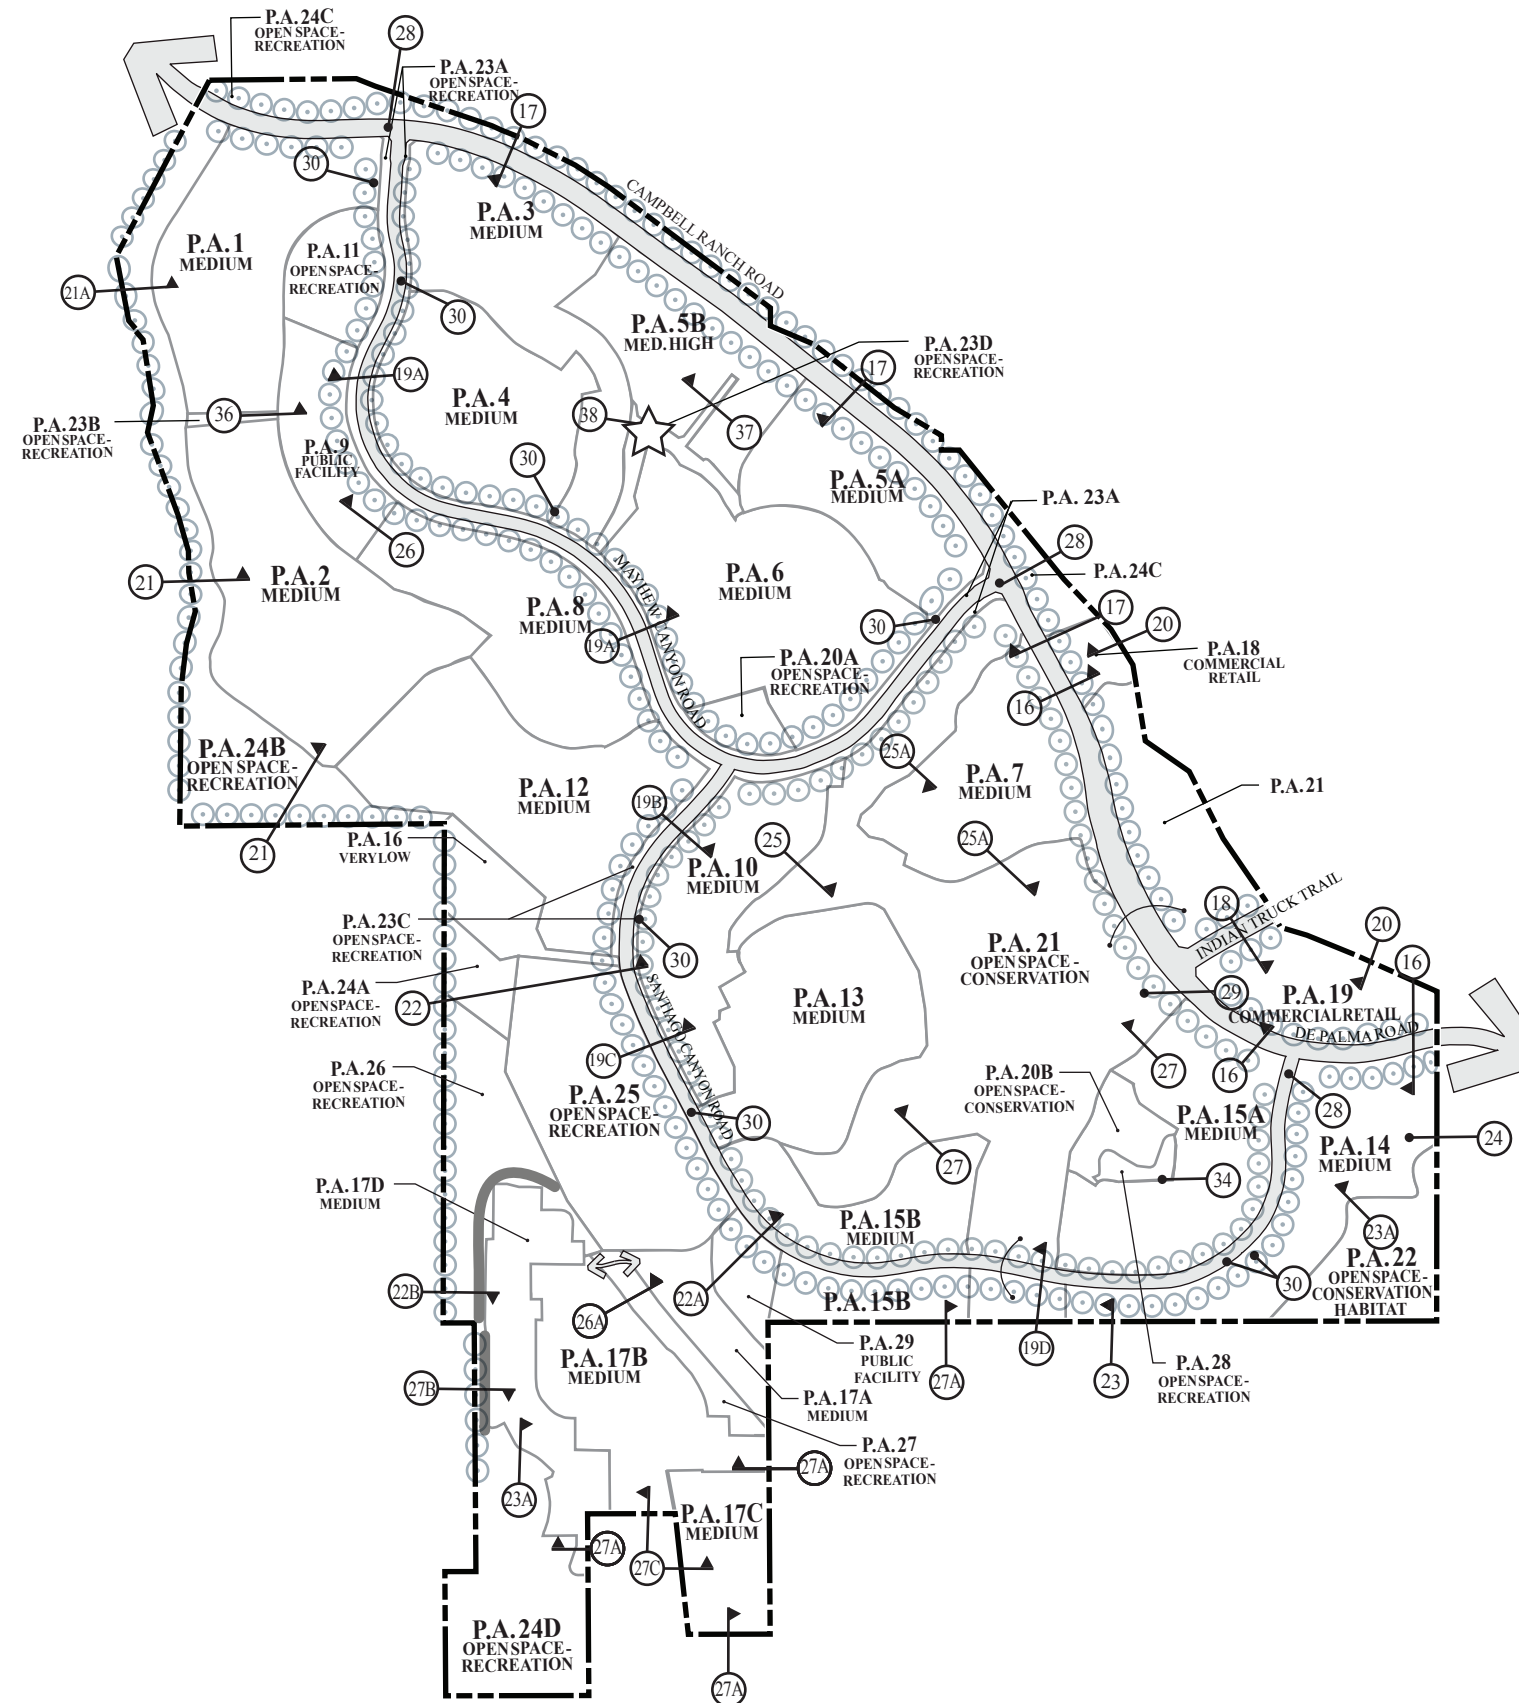 P.A. 24C
OPEN SPACE-
RECREATION
28
P.A. 23A
OPEN SPACE-
RECREATION
17
30
CAMPBELL RANCH ROAD
P.A. 3
MEDIUM
P.A. 1
MEDIUM
P.A. 11
OPEN SPACE-
RECREATION
21A
30
P.A. 5B
MED. HIGH
P.A. 23D
OPEN SPACE-
RECREATION
17
19A
P.A. 4
MEDIUM
P.A. 23B
OPEN SPACE-
RECREATION
36
38
37
P.A. 9
PUBLIC
FACILITY
30
P.A. 5A
MEDIUM
P.A. 23A
26
28
P.A. 24C
21
P.A. 2
MEDIUM
MAYHEW CANYON ROAD
P.A. 6
MEDIUM
P.A. 8
MEDIUM
17
20
30
19A
P.A. 18
COMMERCIAL
RETAIL
P.A. 20A
OPEN SPACE-
RECREATION
16
P.A. 24B
OPEN SPACE-
RECREATION
25A
P.A. 7
MEDIUM
P.A. 12
MEDIUM
P.A. 21
19B
21
P.A. 16
VERY LOW
25
25A
P.A. 10
MEDIUM
INDIAN TRUCK TRAIL
18
20
P.A. 23C
OPEN SPACE-
RECREATION
30
P.A. 21
OPEN SPACE-
CONSERVATION
16
P.A. 24A
OPEN SPACE-
RECREATION
22
SANTIAGO CANYON ROAD
P.A. 13
MEDIUM
29
P.A. 19
COMMERCIAL RETAIL
DE PALMA ROAD
19C
P.A. 26
OPEN SPACE-
RECREATION
27
16
P.A. 20B
OPEN SPACE-
CONSERVATION
P.A. 25
OPEN SPACE-
RECREATION
30
P.A. 15A
MEDIUM
28
P.A. 14
MEDIUM
24
27
P.A. 17D
MEDIUM
34
P.A. 15B
MEDIUM
23A
P.A. 22
OPEN SPACE-
CONSERVATION
HABITAT
30
22B
22A
P.A. 15B
26A
P.A. 17B
MEDIUM
P.A. 29
PUBLIC
FACILITY
19D
27A
23
P.A. 28
OPEN SPACE-
RECREATION
27B
P.A. 17A
MEDIUM
P.A. 27
OPEN SPACE-
RECREATION
27A
23A
P.A. 17C
MEDIUM
27A
27C
P.A. 24D
OPEN SPACE-
RECREATION
27A